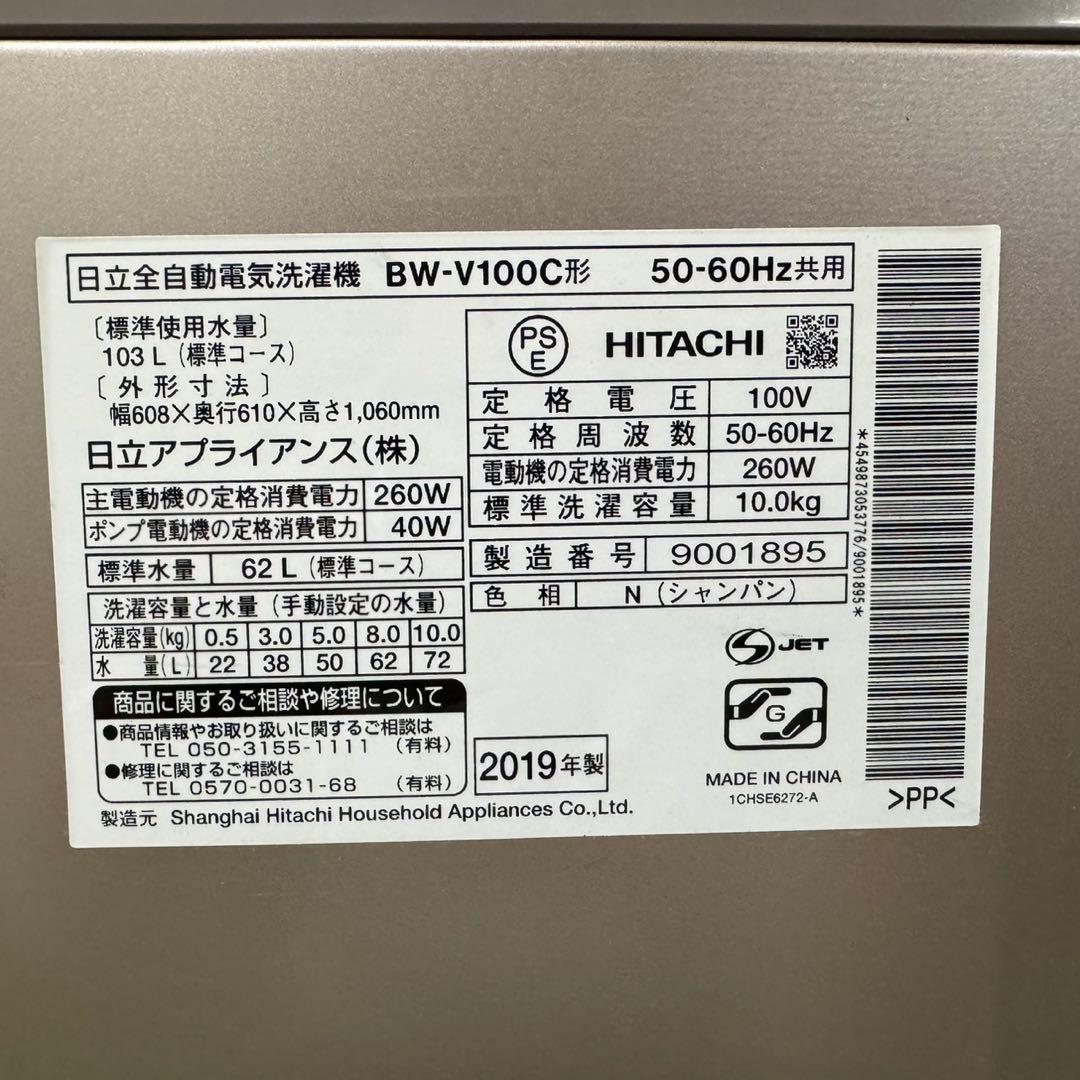 日立全自動電気洗濯機 BW-V100C形 50-60Hz共用
〔標準使用水量〕
103 L (標準コース)
〔外形寸法〕
幅608×奥行610×高さ1,060mm
日立アプライアンス(株)
主電動機の定格消費電力 260W
ポンプ電動機の定格消費電力 40W
標準水量 62 L (標準コース)
洗濯容量と水量 (手動設定の水量)
洗濯容量(kg) 0.5 3.0 5.0 8.0 10.0
水量(L) 22 38 50 62 72
商品に関するご相談や修理について
●商品情報やお取り扱いに関するご相談は
TEL 050-3155-1111 (有料)
●修理に関するご相談は
TEL 0570-0031-68 (有料)
製造元 Shanghai Hitachi Household Appliances Co.,Ltd.
PS E HITACHI
定格電圧 100V
定格周波数 50-60Hz
電動機の定格消費電力 260W
標準洗濯容量 10.0kg
製造番号 9001895
色相 N (シャンパン)
S JET
G
2019年製
MADE IN CHINA
1CHSE6272-A
*4549873053776/9001895*
>PP<